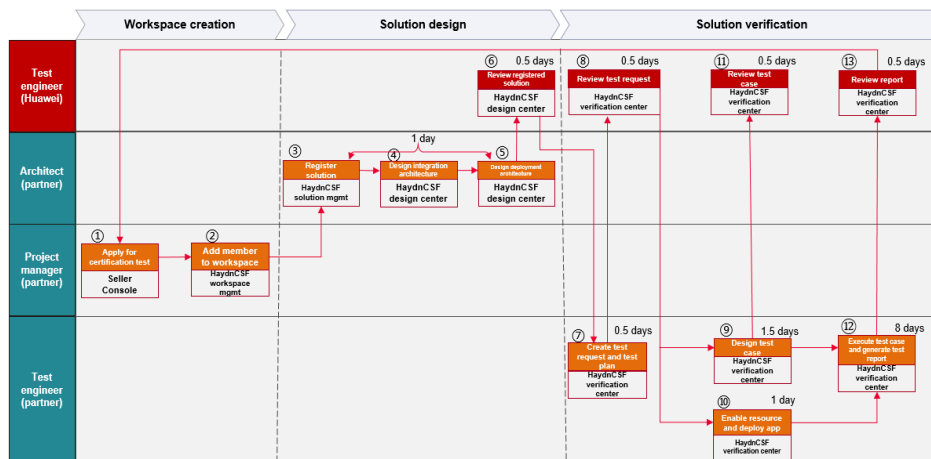 Workspace creation
Solution design
Solution verification
Test
engineer
(Huawei)
⑥
0.5 days
Review registered
solution
HaydnCSF
design center
⑧
0.5 days
Review test request
HaydnCSF
verification center
⑪
0.5 days
Review test
case
HaydnCSF
verification
center
⑬
0.5 days
Review report
HaydnCSF
verification
center
Architect
(partner)
1 day
③
Register
solution
HaydnCSF
solution mgmt
④
Design integration
architecture
HaydnCSF
design center
⑤
Design deployment
architecture
HaydnCSF
design center
Project
manager
(partner)
①
Apply for
certification test
Seller
Console
②
Add member
to workspace
HaydnCSF
workspace
mgmt
Test
engineer
(partner)
⑦
0.5 days
Create test
request and test
plan
HaydnCSF
verification
center
⑨
1.5 days
Design test
case
HaydnCSF
verification
center
⑫
8 days
Execute test case
and generate test
report
HaydnCSF
verification
center
⑩
1 day
Enable resource
and deploy app
HaydnCSF
verification center